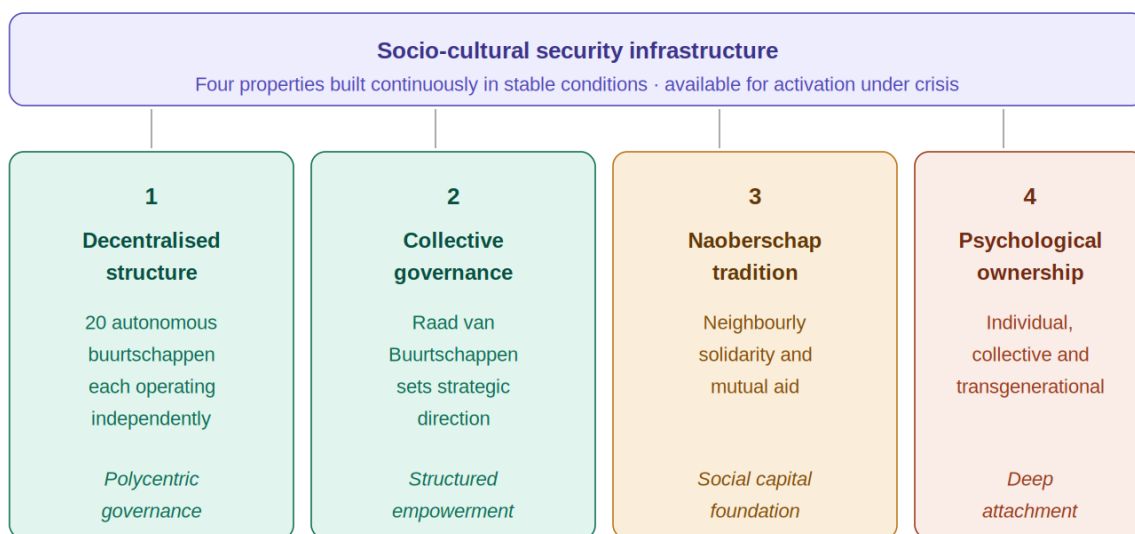 Socio-cultural security infrastructure
Four properties built continuously in stable conditions · available for activation under crisis
1
Decentralised
structure
20 autonomous
buurtschappen
each operating
independently
Polycentric
governance
2
Collective
governance
Raad van
Buurtschappen
sets strategic
direction
Structured
empowerment
3
Naoberschap
tradition
Neighbourly
solidarity and
mutual aid
Social capital
foundation
4
Psychological
ownership
Individual,
collective and
transgenerational
Deep
attachment